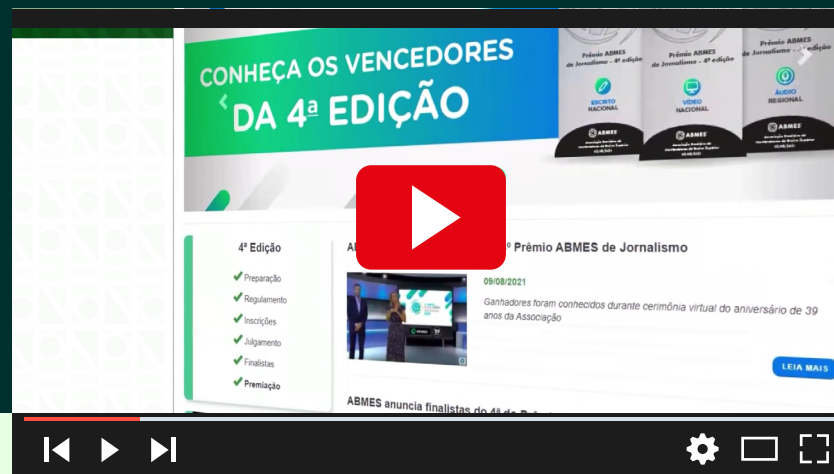 CONHEÇA OS VENCEDORES
DA 4ª EDIÇÃO
Prêmio ABMES
de Jornalismo - 4ª edição
ESCRITO
NACIONAL
ABMES
Prêmio ABMES
de Jornalismo - 4ª edição
VÍDEO
NACIONAL
ABMES
Prêmio ABMES
de Jornalismo - 4ª edição
ÁUDIO
REGIONAL
ABMES
4ª Edição
Preparação
Regulamento
Inscrições
Julgamento
Finalistas
Premiação
º Prêmio ABMES de Jornalismo
09/08/2021
Ganhadores foram conhecidos durante cerimônia virtual do aniversário de 39
anos da Associação
LEIA MAIS
ABMES anuncia finalistas do 4º